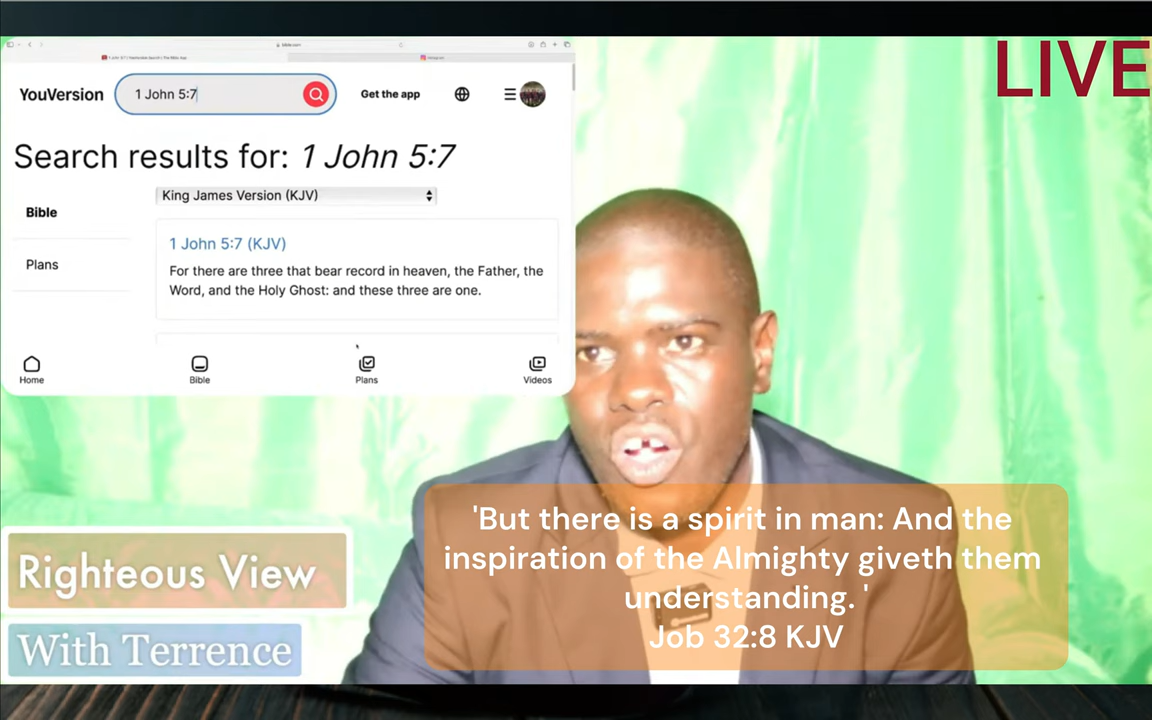 LIVE
bible.com
YouVersion
1 John 5:7
Get the app
Search results for: 1 John 5:7
King James Version (KJV)
Bible
Plans
1 John 5:7 (KJV)
For there are three that bear record in heaven, the Father, the
Word, and the Holy Ghost: and these three are one.
Home
Bible
Plans
Videos
'But there is a spirit in man: And the
inspiration of the Almighty giveth them
understanding. '
Job 32:8 KJV
Righteous View
With Terrence